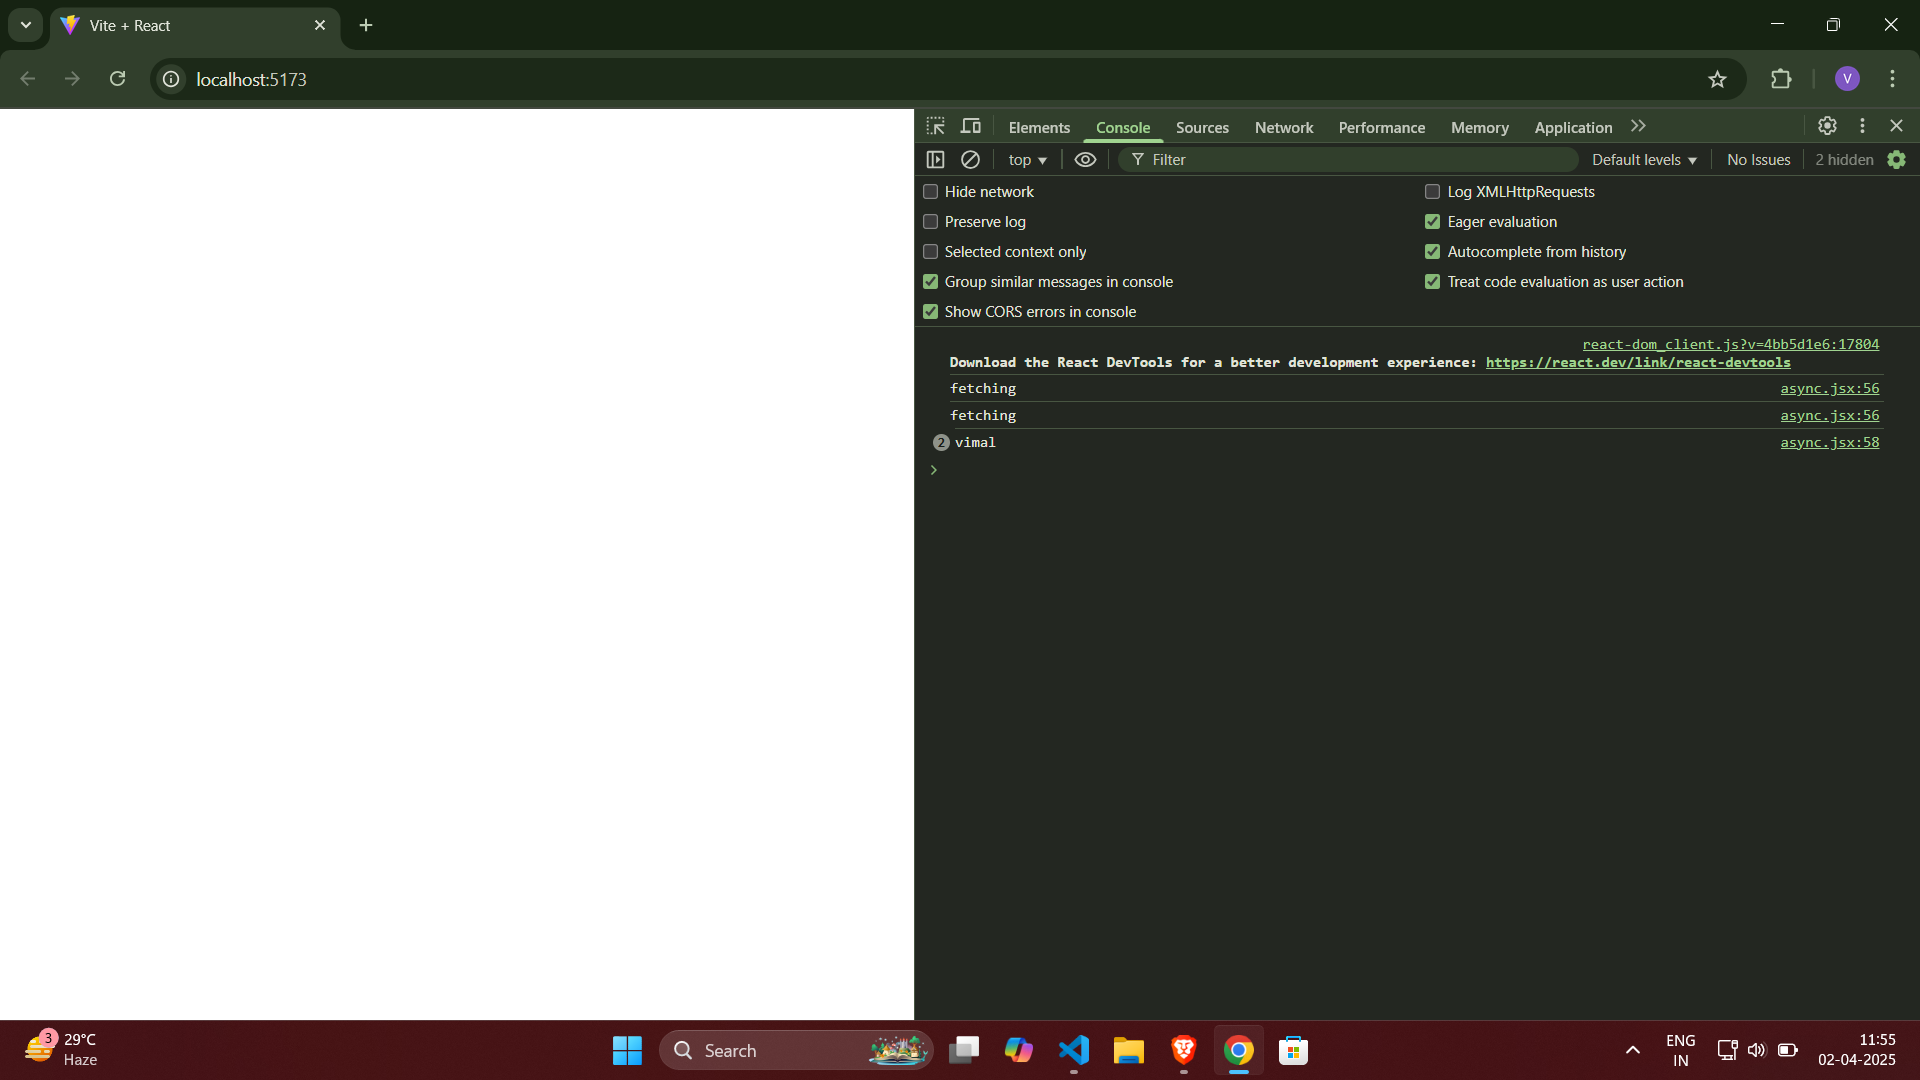 Vite + React
localhost:5173
V
Elements Console Sources Network Performance Memory Application
top Filter Default levels No Issues 2 hidden
Hide network Log XMLHttpRequests
Preserve log Eager evaluation
Selected context only Autocomplete from history
Group similar messages in console Treat code evaluation as user action
Show CORS errors in console
react-dom_client.js?v=4bb5d1e6:17804
Download the React DevTools for a better development experience: https://react.dev/link/react-devtools
fetching async.jsx:56
fetching async.jsx:56
2 vimal async.jsx:58
3 29°C
Haze
Search
ENG
IN
11:55
02-04-2025